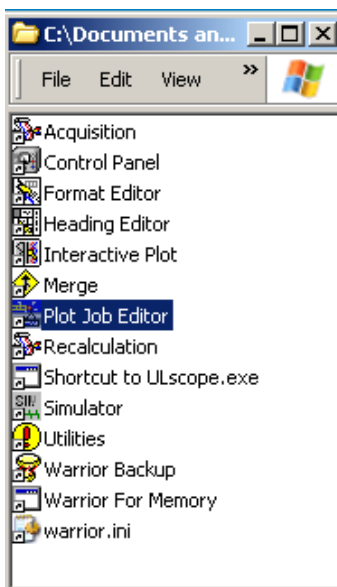 C:\Documents an...
File Edit View »
Acquisition
Control Panel
Format Editor
Heading Editor
Interactive Plot
Merge
Plot Job Editor
Recalculation
Shortcut to ULscope.exe
Simulator
Utilities
Warrior Backup
Warrior For Memory
warrior.ini